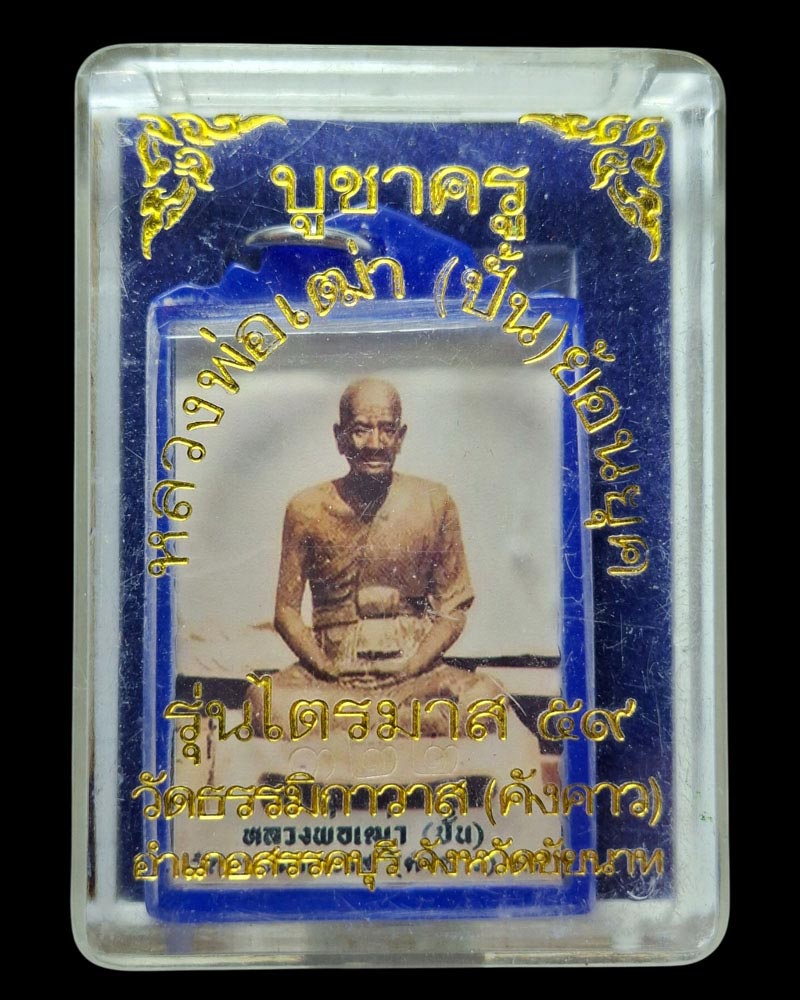 บูชาครู
หลวงพ่อเฒ่า (ปั้น) ย้อนยุค
รุ่นไตรมาส ๕๙
๓๒๒
วัดธรรมิกาวาส (ค้งคาว)
หลวงพ่อเฒ่า (ปั้น)
อำเภอสรรคบุรี จังหวัดชัยนาท